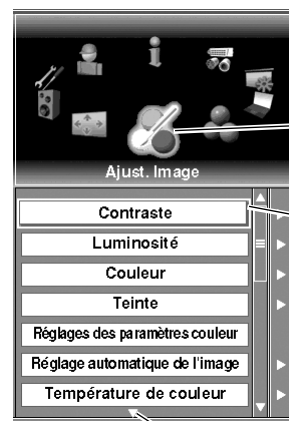 Ajust. Image
Contraste
Luminosité
Couleur
Teinte
Réglages des paramètres couleur
Réglage automatique de l'image
Température de couleur